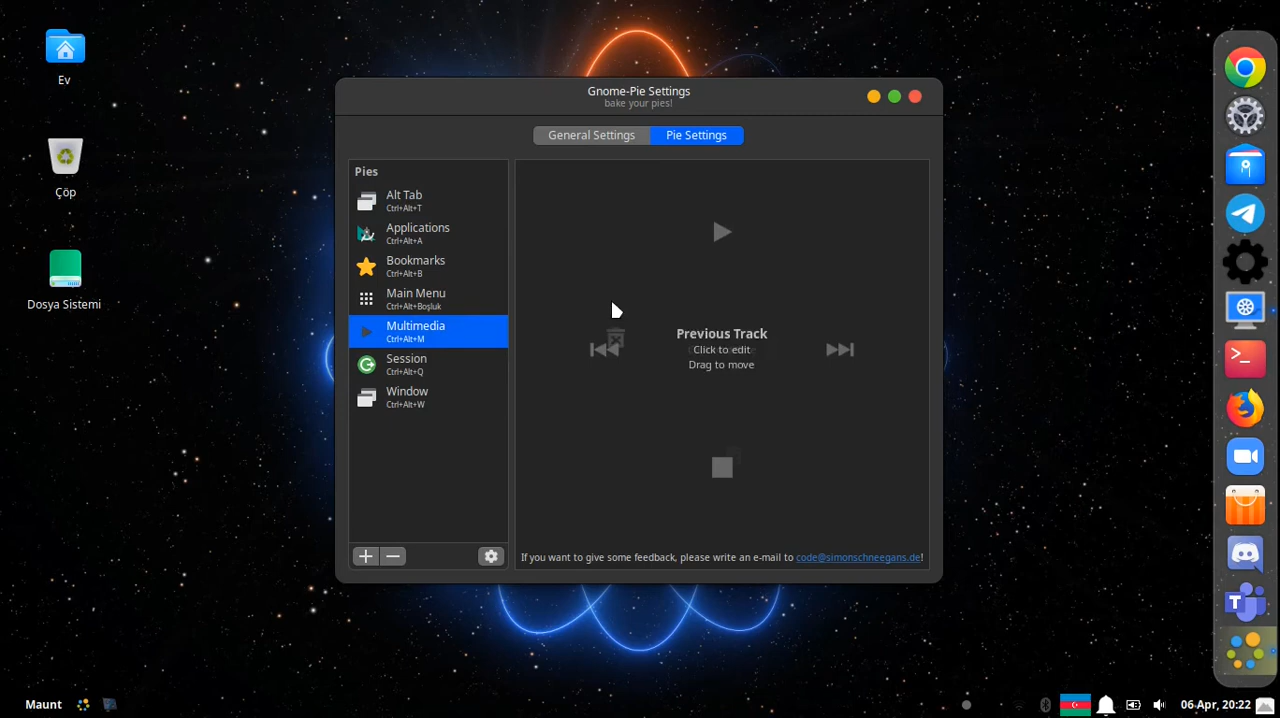 Ev
Çöp
Dosya Sistemi
Gnome-Pie Settings
bake your pies!
General Settings
Pie Settings
Pies
Alt Tab
Ctrl+Alt+T
Applications
Ctrl+Alt+A
Bookmarks
Ctrl+Alt+B
Main Menu
Ctrl+Alt+Boşluk
Multimedia
Ctrl+Alt+M
Session
Ctrl+Alt+Q
Window
Ctrl+Alt+W
Previous Track
Click to edit
Drag to move
If you want to give some feedback, please write an e-mail to code@simonschneegans.de!
Maunt
06 Apr, 20:22